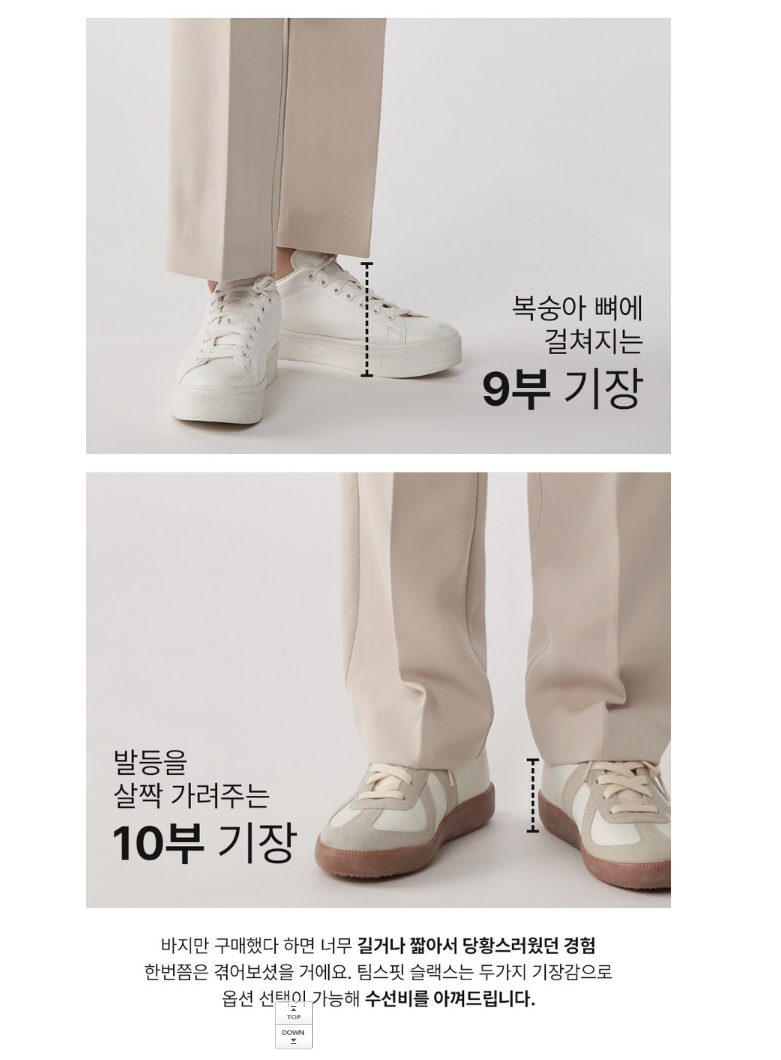 복숭아 뼈에
걸쳐지는
9부 기장
발등을
살짝 가려주는
10부 기장
바지만 구매했다 하면 너무 길거나 짧아서 당황스러웠던 경험
한번쯤은 겪어보셨을 거에요. 팀스핏 슬랙스는 두가지 기장감으로
옵션 선택이 가능해 수선비를 아껴드립니다.
TOP
DOWN